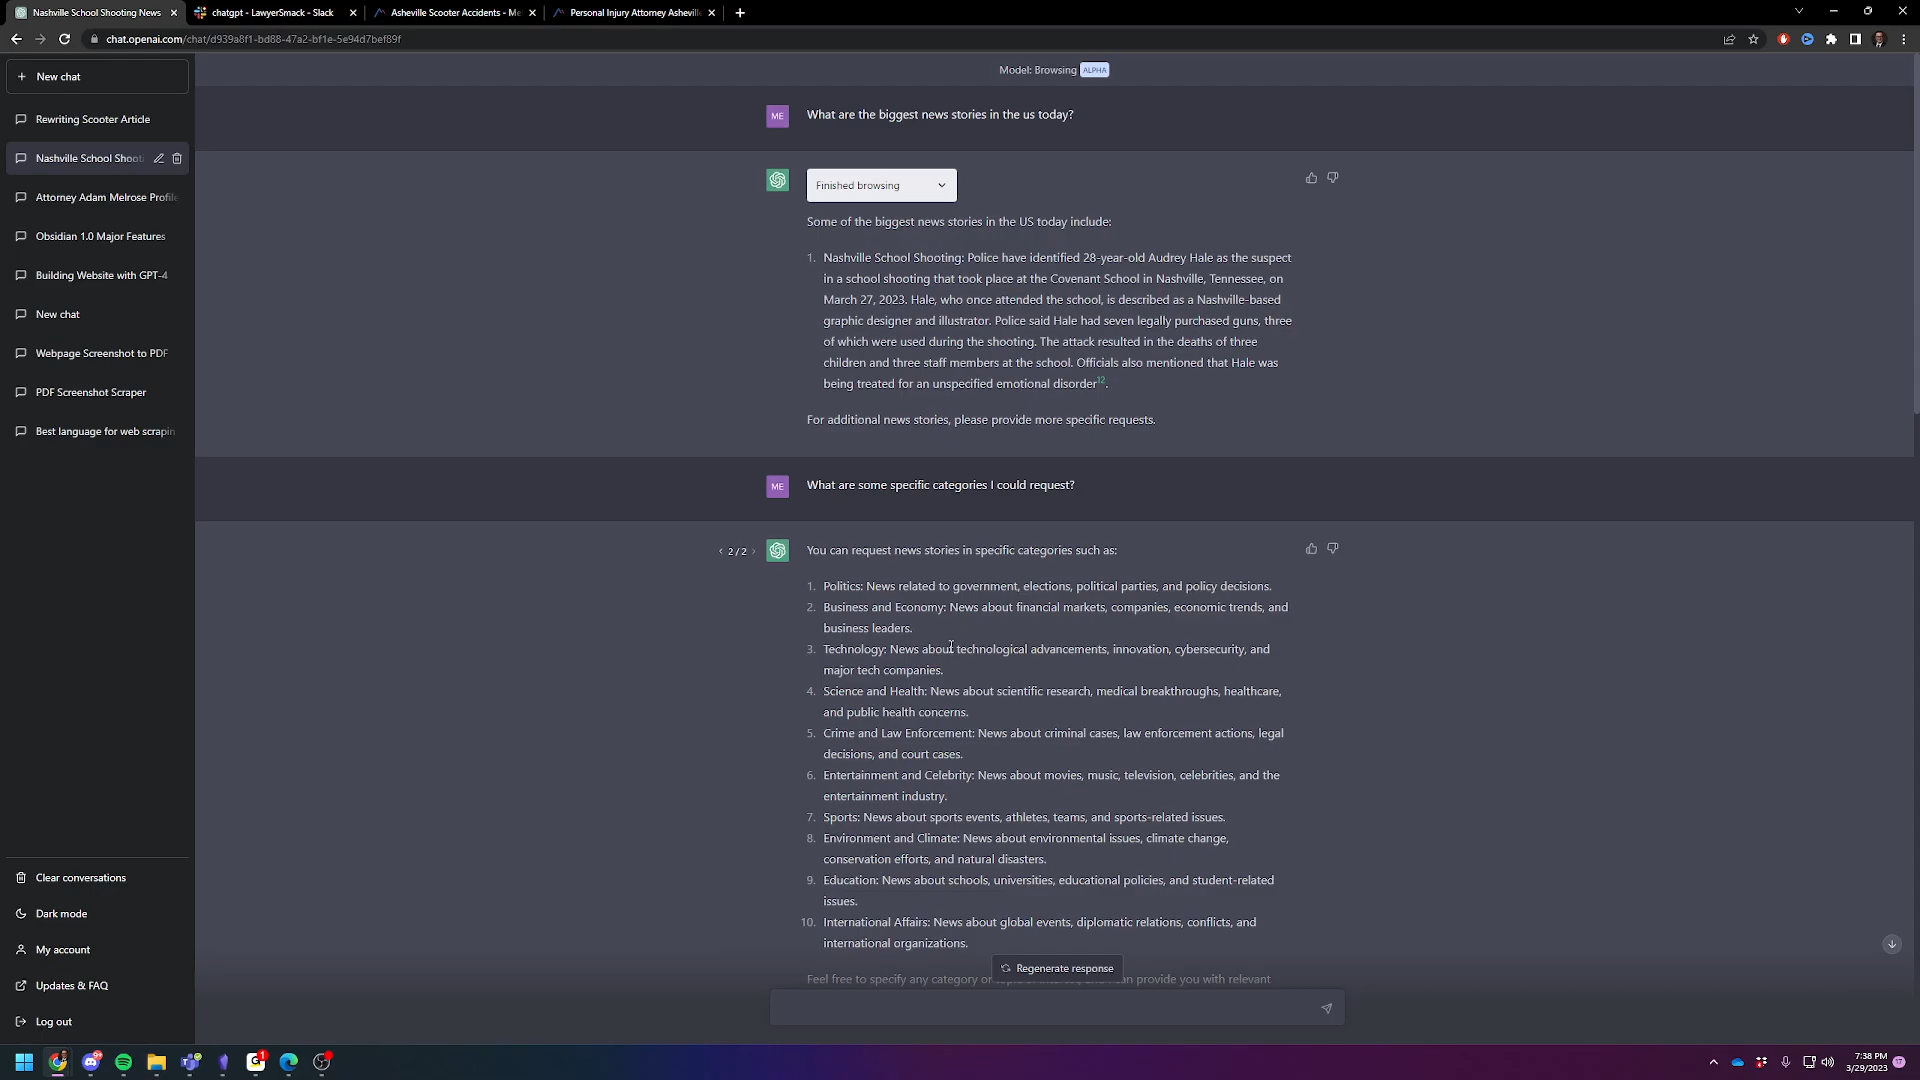 Nashville School Shooting News
chatgpt - LawyerSmack - Slack
Asheville Scooter Accidents - Me
Personal Injury Attorney Asheville
chat.openai.com/chat/d939a8f1-bd88-47a2-bf1e-5e94d7bef89f
New chat
Rewriting Scooter Article
Nashville School Shooti
Attorney Adam Melrose Profile
Obsidian 1.0 Major Features
Building Website with GPT-4
New chat
Webpage Screenshot to PDF
PDF Screenshot Scraper
Best language for web scrapin
Clear conversations
Dark mode
My account
Updates & FAQ
Log out
Model: Browsing ALPHA
ME
What are the biggest news stories in the us today?
Finished browsing
Some of the biggest news stories in the US today include:
1. Nashville School Shooting: Police have identified 28-year-old Audrey Hale as the suspect
in a school shooting that took place at the Covenant School in Nashville, Tennessee, on
March 27, 2023. Hale, who once attended the school, is described as a Nashville-based
graphic designer and illustrator. Police said Hale had seven legally purchased guns, three
of which were used during the shooting. The attack resulted in the deaths of three
children and three staff members at the school. Officials also mentioned that Hale was
being treated for an unspecified emotional disorder12.
For additional news stories, please provide more specific requests.
ME
What are some specific categories I could request?
2 / 2
You can request news stories in specific categories such as:
1. Politics: News related to government, elections, political parties, and policy decisions.
2. Business and Economy: News about financial markets, companies, economic trends, and
business leaders.
3. Technology: News about technological advancements, innovation, cybersecurity, and
major tech companies.
4. Science and Health: News about scientific research, medical breakthroughs, healthcare,
and public health concerns.
5. Crime and Law Enforcement: News about criminal cases, law enforcement actions, legal
decisions, and court cases.
6. Entertainment and Celebrity: News about movies, music, television, celebrities, and the
entertainment industry.
7. Sports: News about sports events, athletes, teams, and sports-related issues.
8. Environment and Climate: News about environmental issues, climate change,
conservation efforts, and natural disasters.
9. Education: News about schools, universities, educational policies, and student-related
issues.
10. International Affairs: News about global events, diplomatic relations, conflicts, and
international organizations.
Regenerate response
Feel free to specify any category or can provide you with relevant
7:38 PM
3/29/2023